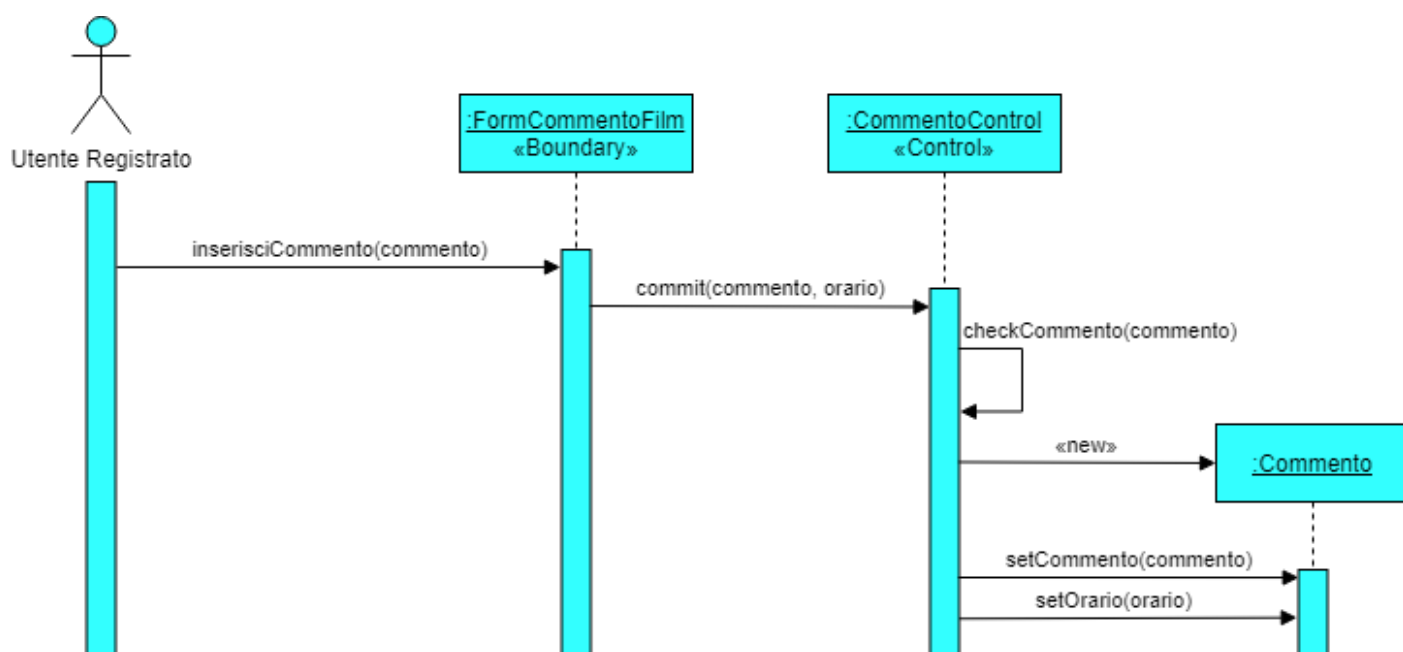 :FormCommentoFilm
«Boundary»
:CommentoControl
«Control»
Utente Registrato
inserisciCommento(commento)
commit(commento, orario)
checkCommento(commento)
«new»
:Commento
setCommento(commento)
setOrario(orario)